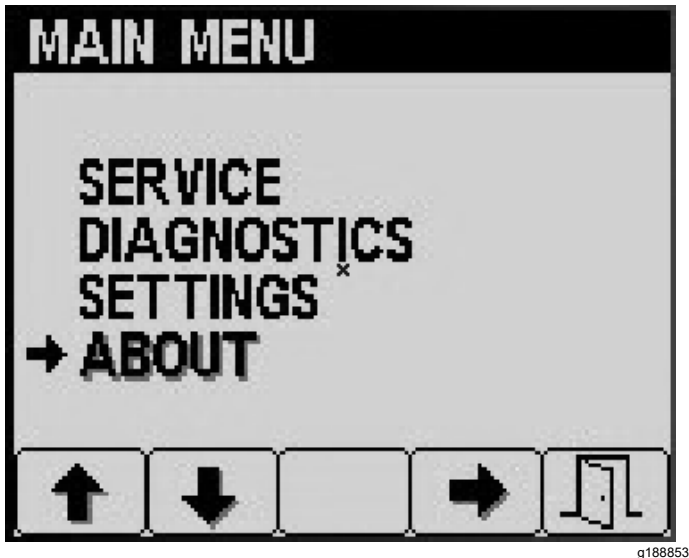 MAIN MENU
SERVICE
DIAGNOSTICS
SETTINGS
ABOUT
g188853